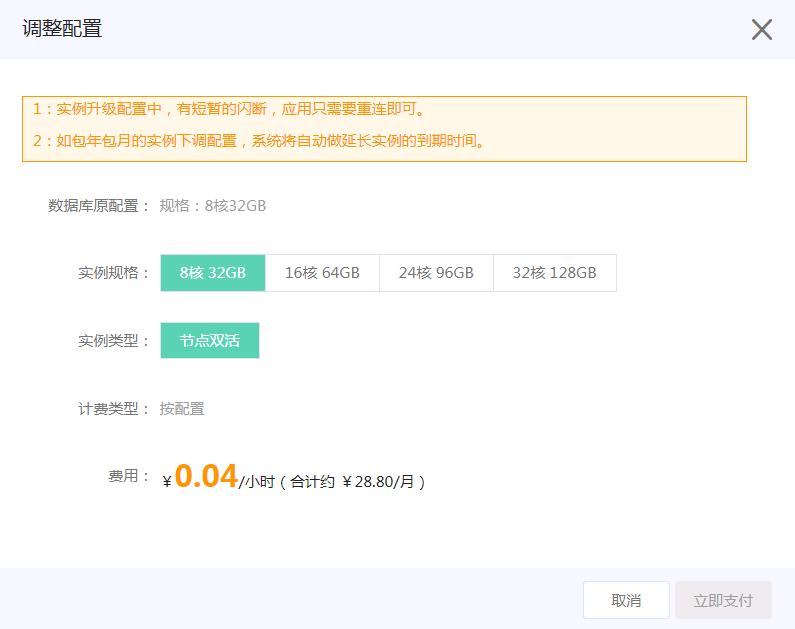 调整配置
1：实例升级配置中，有短暂的闪断，应用只需要重连即可。
2：如包年包月的实例下调配置，系统将自动做延长实例的到期时间。
数据库原配置： 规格：8核32GB
实例规格： 8核 32GB 16核 64GB 24核 96GB 32核 128GB
实例类型： 节点双活
计费类型： 按配置
费用： ￥0.04/小时 ( 合计约 ￥28.80/月 )
取消 立即支付